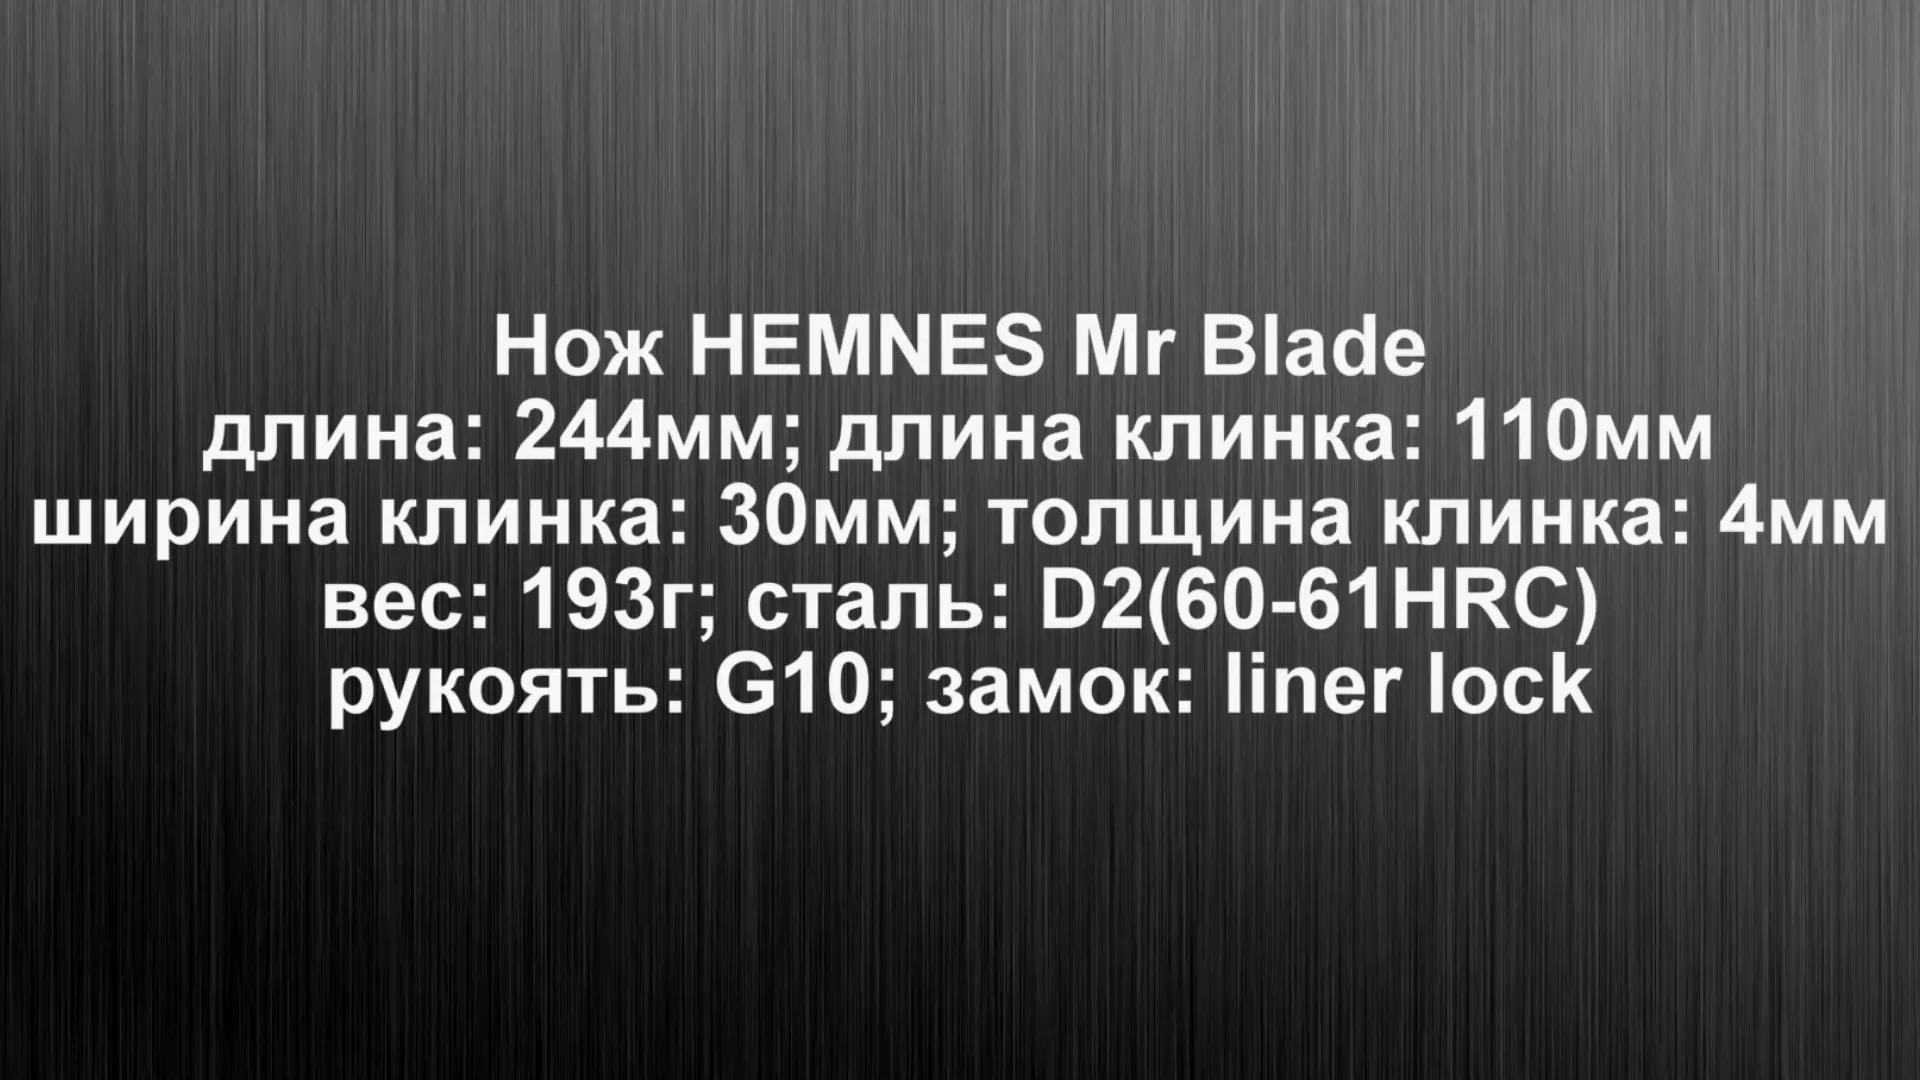 Нож HEMNES Mr Blade
длина: 244мм; длина клинка: 110мм
ширина клинка: 30мм; толщина клинка: 4мм
вес: 193г; сталь: D2(60-61HRC)
рукоять: G10; замок: liner lock